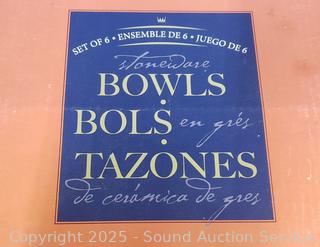 SET OF 6 • ENSEMBLE DE 6 • JUEGO DE 6
stoneware
BOWLS
•
BOLS en grés
•
TAZONES
de cerámica de gres
Copyright 2025 - Sound Auction Service